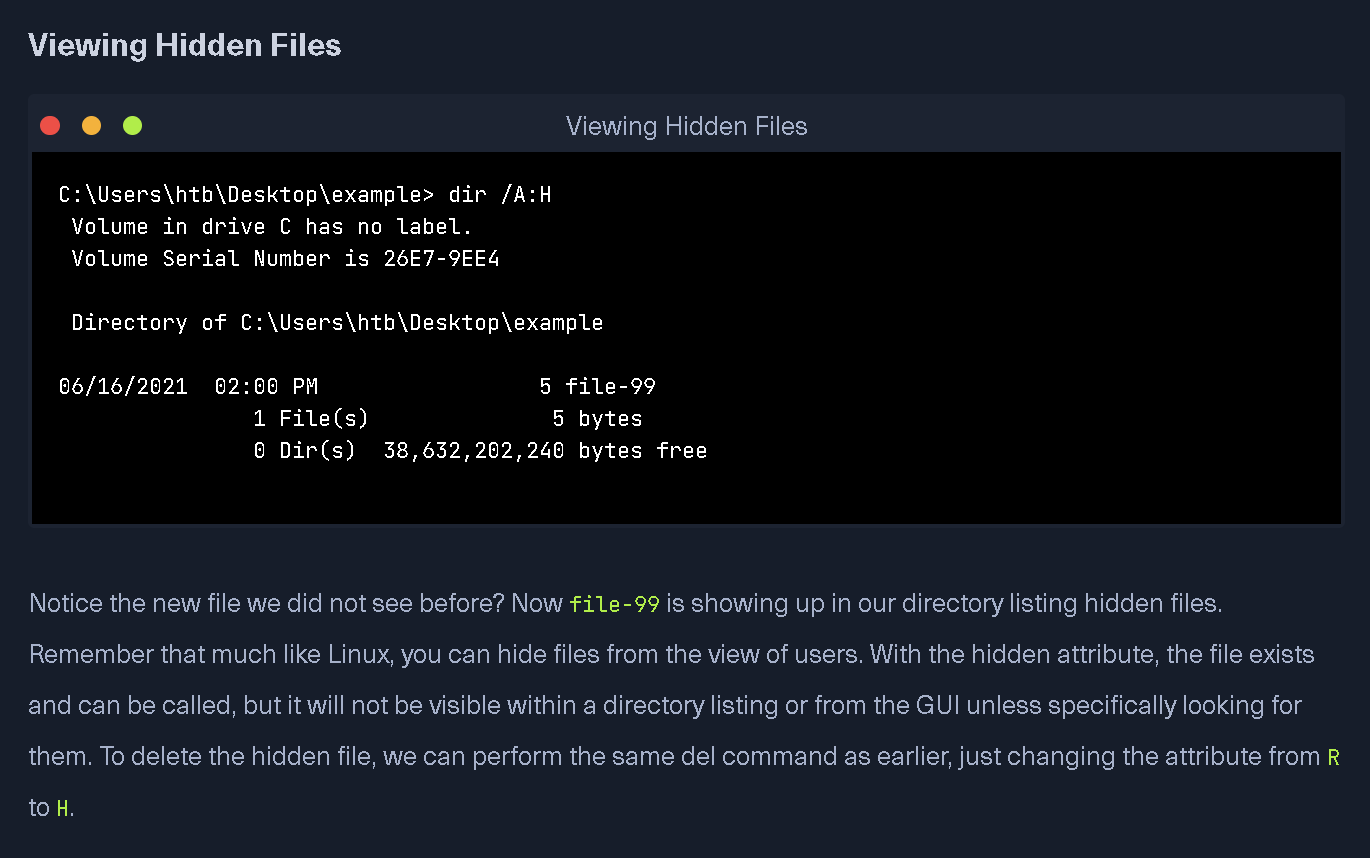 Viewing Hidden Files
Viewing Hidden Files
C:\Users\htb\Desktop\example> dir /A:H
 Volume in drive C has no label.
 Volume Serial Number is 26E7-9EE4
 Directory of C:\Users\htb\Desktop\example
06/16/2021  02:00 PM                 5 file-99
               1 File(s)              5 bytes
               0 Dir(s)  38,632,202,240 bytes free
Notice the new file we did not see before? Now file-99 is showing up in our directory listing hidden files.
Remember that much like Linux, you can hide files from the view of users. With the hidden attribute, the file exists
and can be called, but it will not be visible within a directory listing or from the GUI unless specifically looking for
them. To delete the hidden file, we can perform the same del command as earlier, just changing the attribute from R
to H.